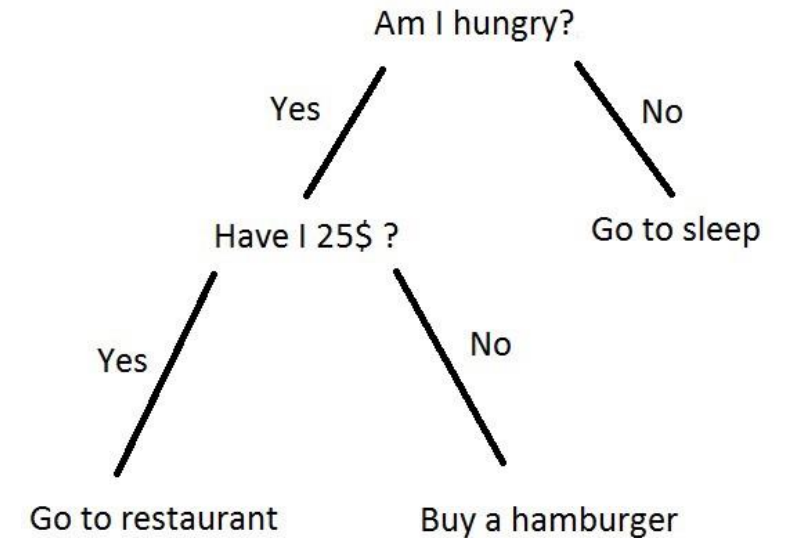 Am I hungry?
Yes
No
Have I 25$ ?
Go to sleep
Yes
No
Go to restaurant
Buy a hamburger